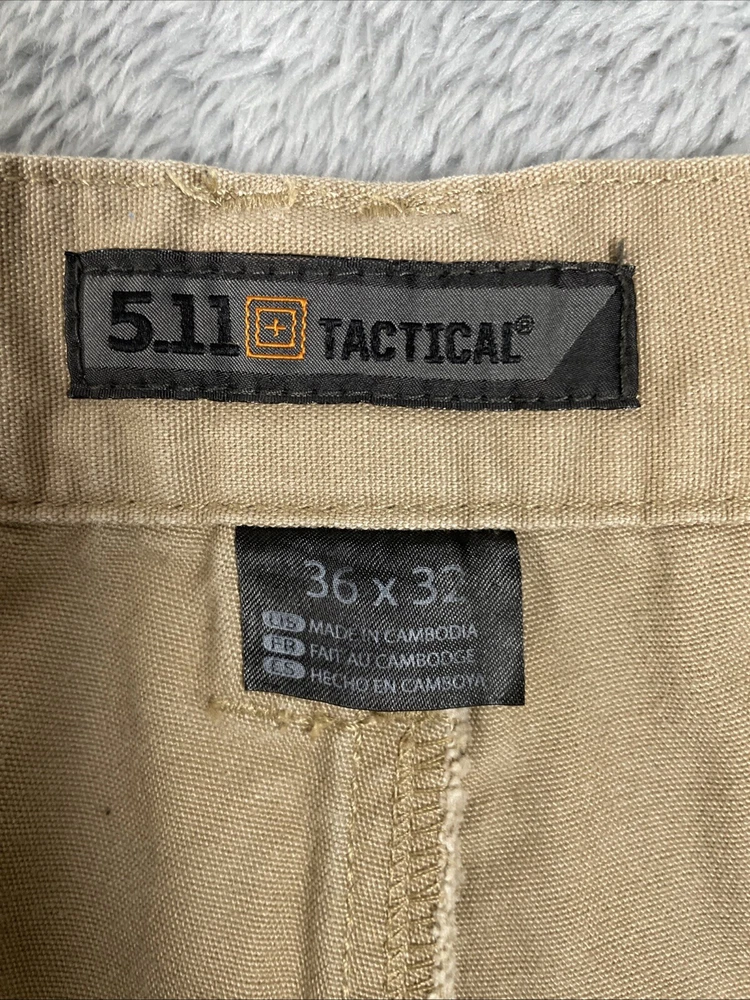 5.11 TACTICAL®
36 x 32
US MADE IN CAMBODIA
FR FAIT AU CAMBODGE
ES HECHO EN CAMBOYA